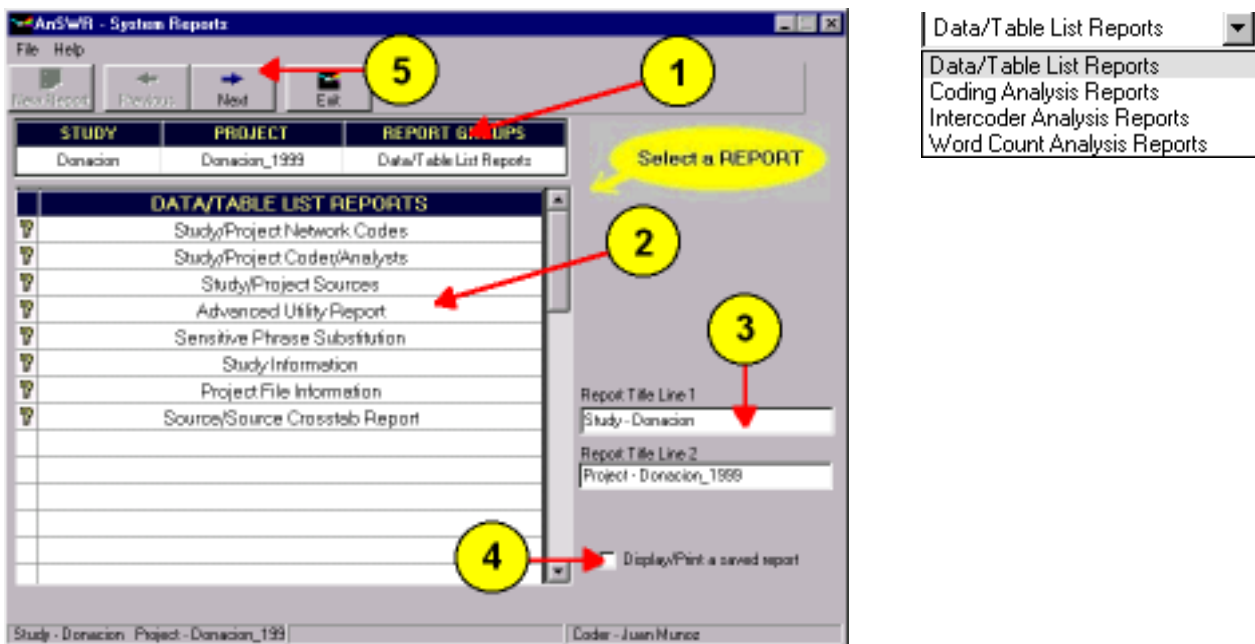 AnSWR - System Reports
File Help
New Report Previous Next Exit
5
1
STUDY PROJECT REPORT GROUPS
Donacion Donacion_1999 Data/Table List Reports
Select a REPORT
DATA/TABLE LIST REPORTS
Study/Project Network Codes
Study/Project Coder/Analysts
Study/Project Sources
Advanced Utility Report
Sensitive Phrase Substitution
Study Information
Project File Information
Source/Source Crosstab Report
2
3
Report Title Line 1
Study - Donacion
Report Title Line 2
Project - Donacion_1999
4
Display/Print a saved report
Study - Donacion Project - Donacion_199
Coder - Juan Munoz
Data/Table List Reports
Data/Table List Reports
Coding Analysis Reports
Intercoder Analysis Reports
Word Count Analysis Reports